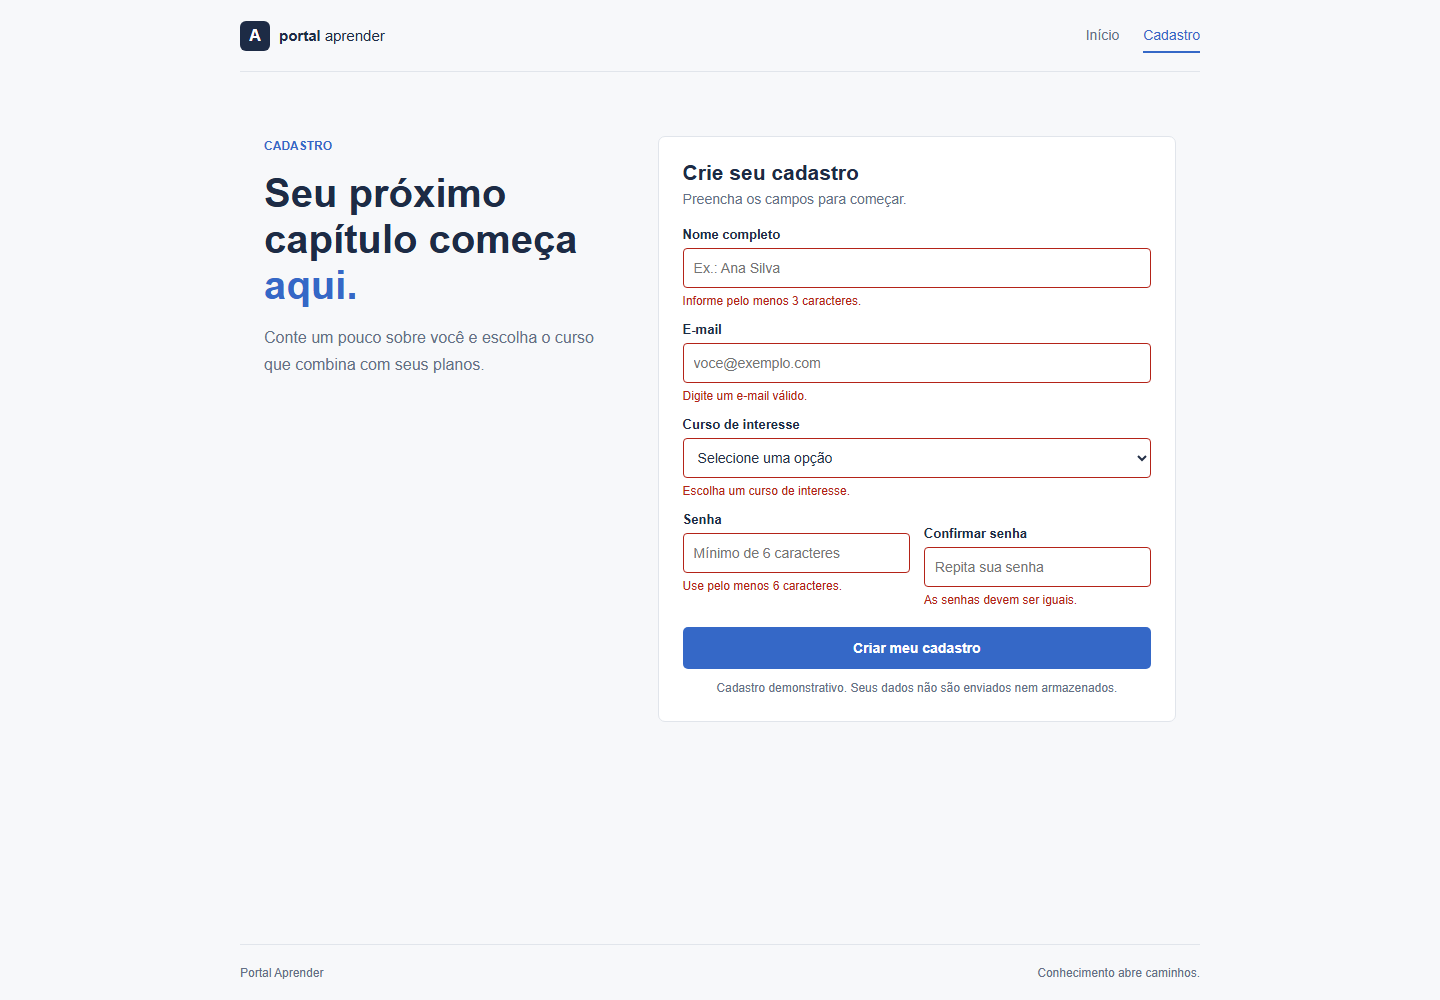 A portal aprender
Início Cadastro
CADASTRO
Seu próximo
capítulo começa
aqui.
Conte um pouco sobre você e escolha o curso
que combina com seus planos.
Crie seu cadastro
Preencha os campos para começar.
Nome completo
Ex.: Ana Silva
Informe pelo menos 3 caracteres.
E-mail
voce@exemplo.com
Digite um e-mail válido.
Curso de interesse
Selecione uma opção
Escolha um curso de interesse.
Senha
Mínimo de 6 caracteres
Use pelo menos 6 caracteres.
Confirmar senha
Repita sua senha
As senhas devem ser iguais.
Criar meu cadastro
Cadastro demonstrativo. Seus dados não são enviados nem armazenados.
Portal Aprender
Conhecimento abre caminhos.